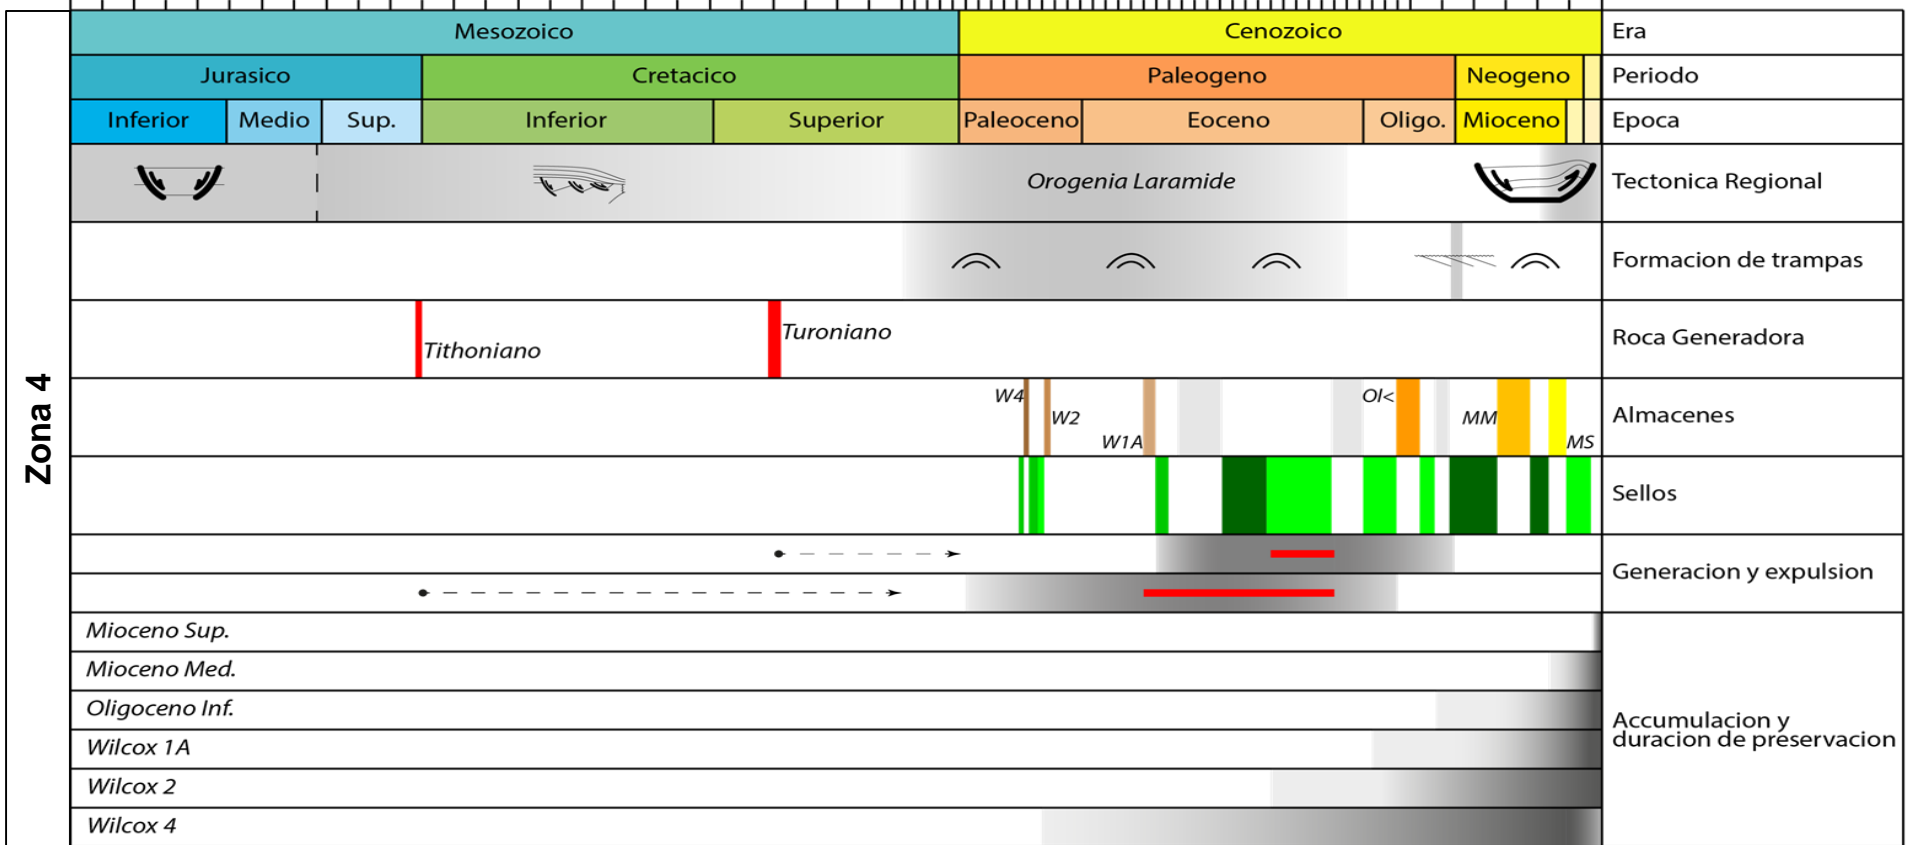 Mesozoico
Cenozoico
Era
Jurasico
Cretacico
Paleogeno
Neogeno
Periodo
Inferior
Medio
Sup.
Inferior
Superior
Paleoceno
Eoceno
Oligo.
Mioceno
Epoca
Orogenia Laramide
Tectonica Regional
Formacion de trampas
Tithoniano
Turoniano
Roca Generadora
W4
W2
W1A
Ol<
MM
MS
Almacenes
Sellos
Generacion y expulsion
Zona 4
Mioceno Sup.
Mioceno Med.
Oligoceno Inf.
Wilcox 1A
Wilcox 2
Wilcox 4
Accumulacion y
duracion de preservacion